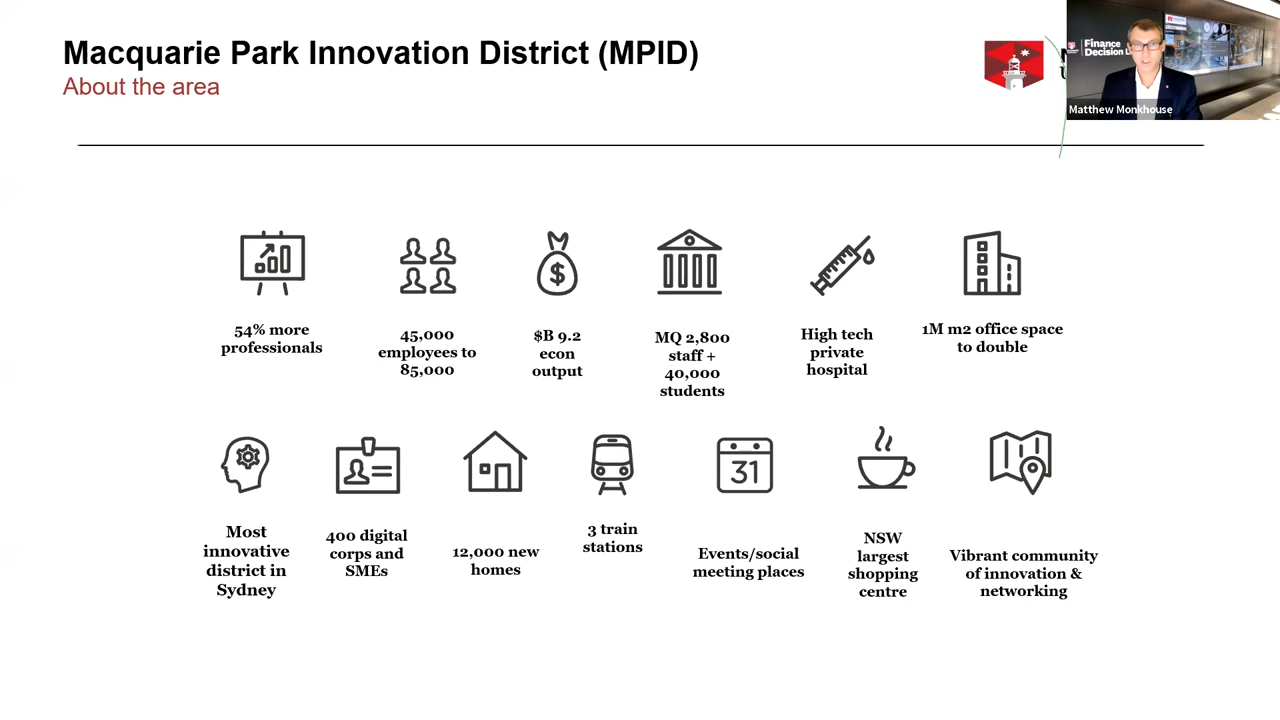 Macquarie Park Innovation District (MPID)
About the area
Finance
Decision L
Matthew Monkhouse
54% more
professionals
45,000
employees to
85,000
$B 9.2
econ
output
MQ 2,800
staff +
40,000
students
High tech
private
hospital
1M m2 office space
to double
$
31
Most
innovative
district in
Sydney
400 digital
corps and
SMEs
12,000 new
homes
3 train
stations
Events/social
meeting places
NSW
largest
shopping
centre
Vibrant community
of innovation &
networking